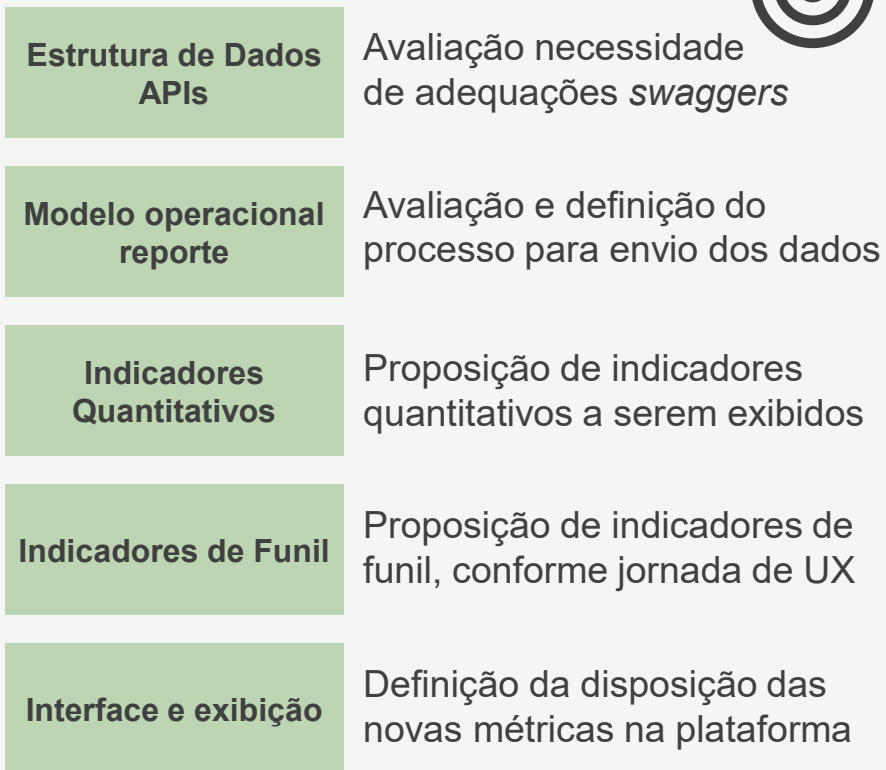 Estrutura de Dados
APIs
Avaliação necessidade
de adequações swaggers
Modelo operacional
reporte
Avaliação e definição do
processo para envio dos dados
Indicadores
Quantitativos
Proposição de indicadores
quantitativos a serem exibidos
Indicadores de Funil
Proposição de indicadores de
funil, conforme jornada de UX
Interface e exibição
Definição da disposição das
novas métricas na plataforma